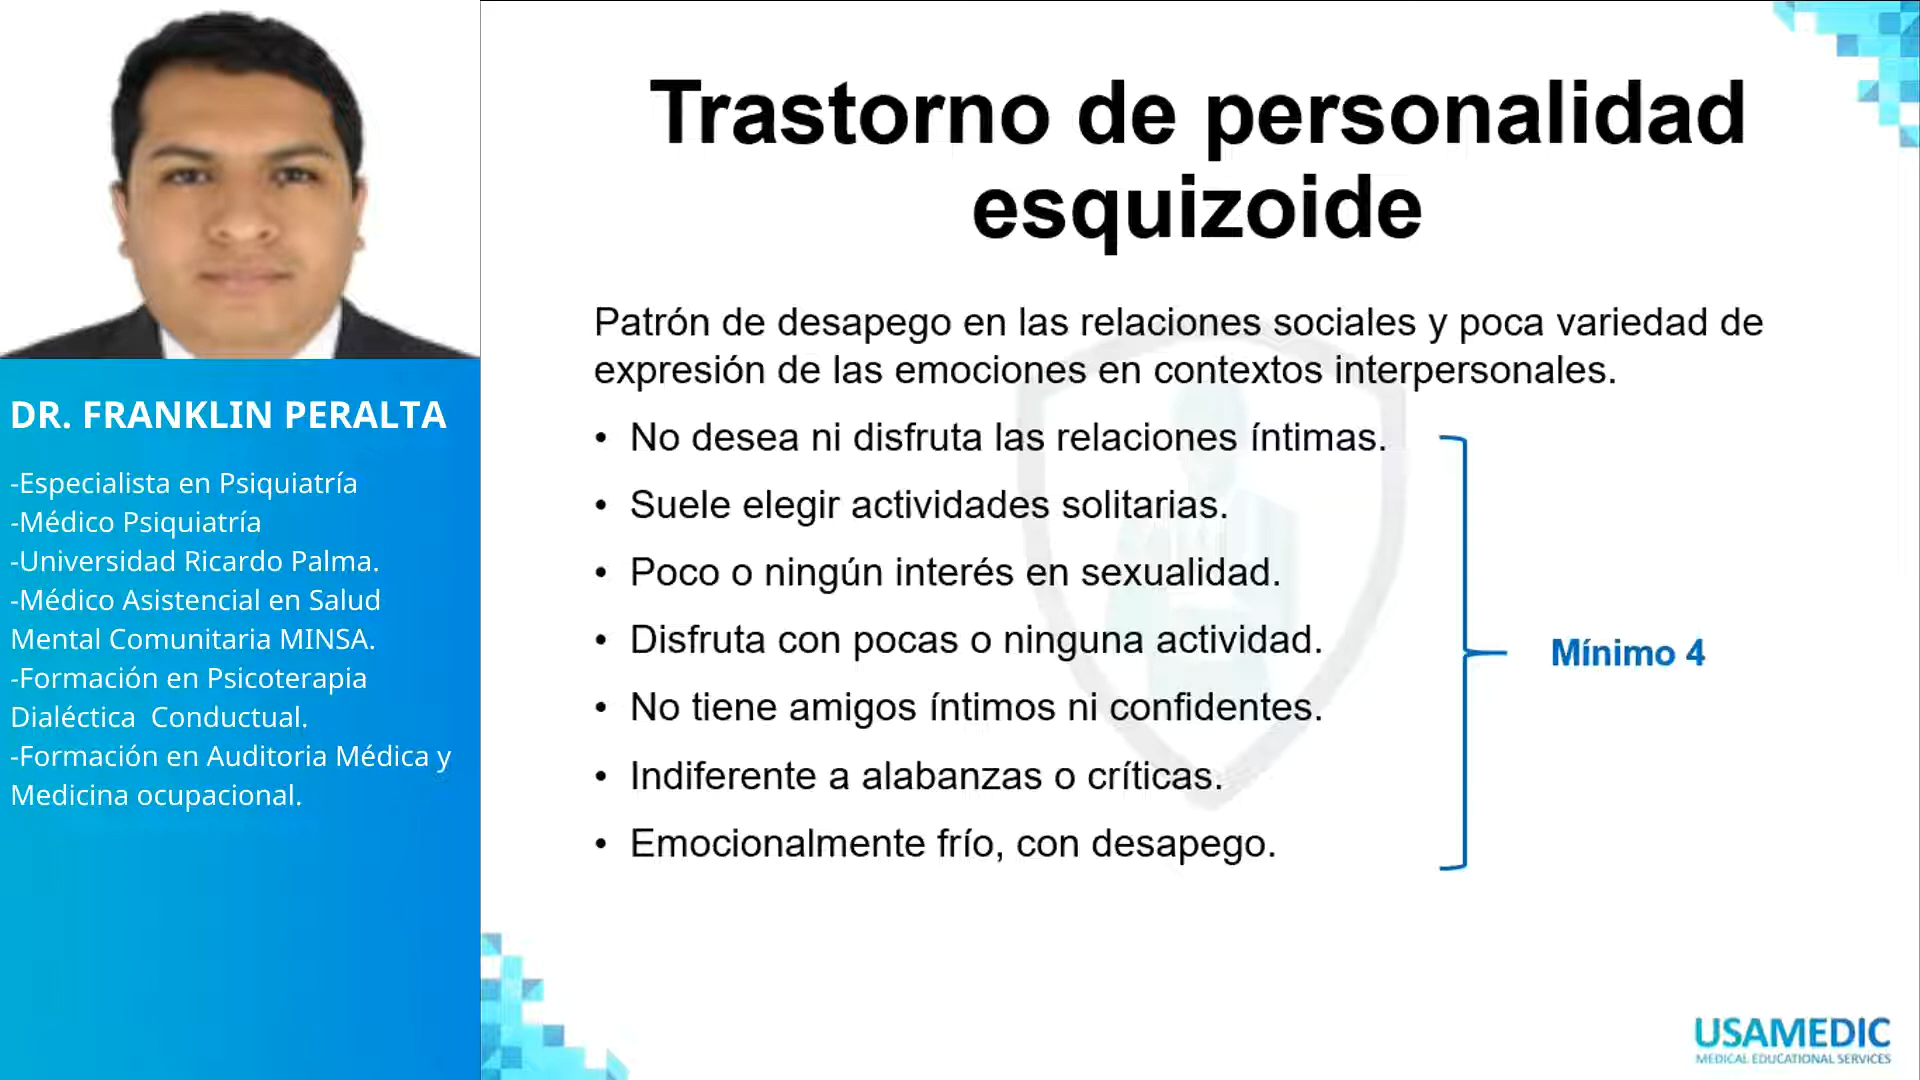 DR. FRANKLIN PERALTA
-Especialista en Psiquiatría
-Médico Psiquiatría
-Universidad Ricardo Palma.
-Médico Asistencial en Salud
Mental Comunitaria MINSA.
-Formación en Psicoterapia
Dialéctica  Conductual.
-Formación en Auditoria Médica y
Medicina ocupacional.
Trastorno de personalidad
esquizoide
Patrón de desapego en las relaciones sociales y poca variedad de
expresión de las emociones en contextos interpersonales.
• No desea ni disfruta las relaciones íntimas.
• Suele elegir actividades solitarias.
• Poco o ningún interés en sexualidad.
• Disfruta con pocas o ninguna actividad.
• No tiene amigos íntimos ni confidentes.
• Indiferente a alabanzas o críticas.
• Emocionalmente frío, con desapego.
Mínimo 4
USAMEDIC
MEDICAL EDUCATIONAL SERVICES